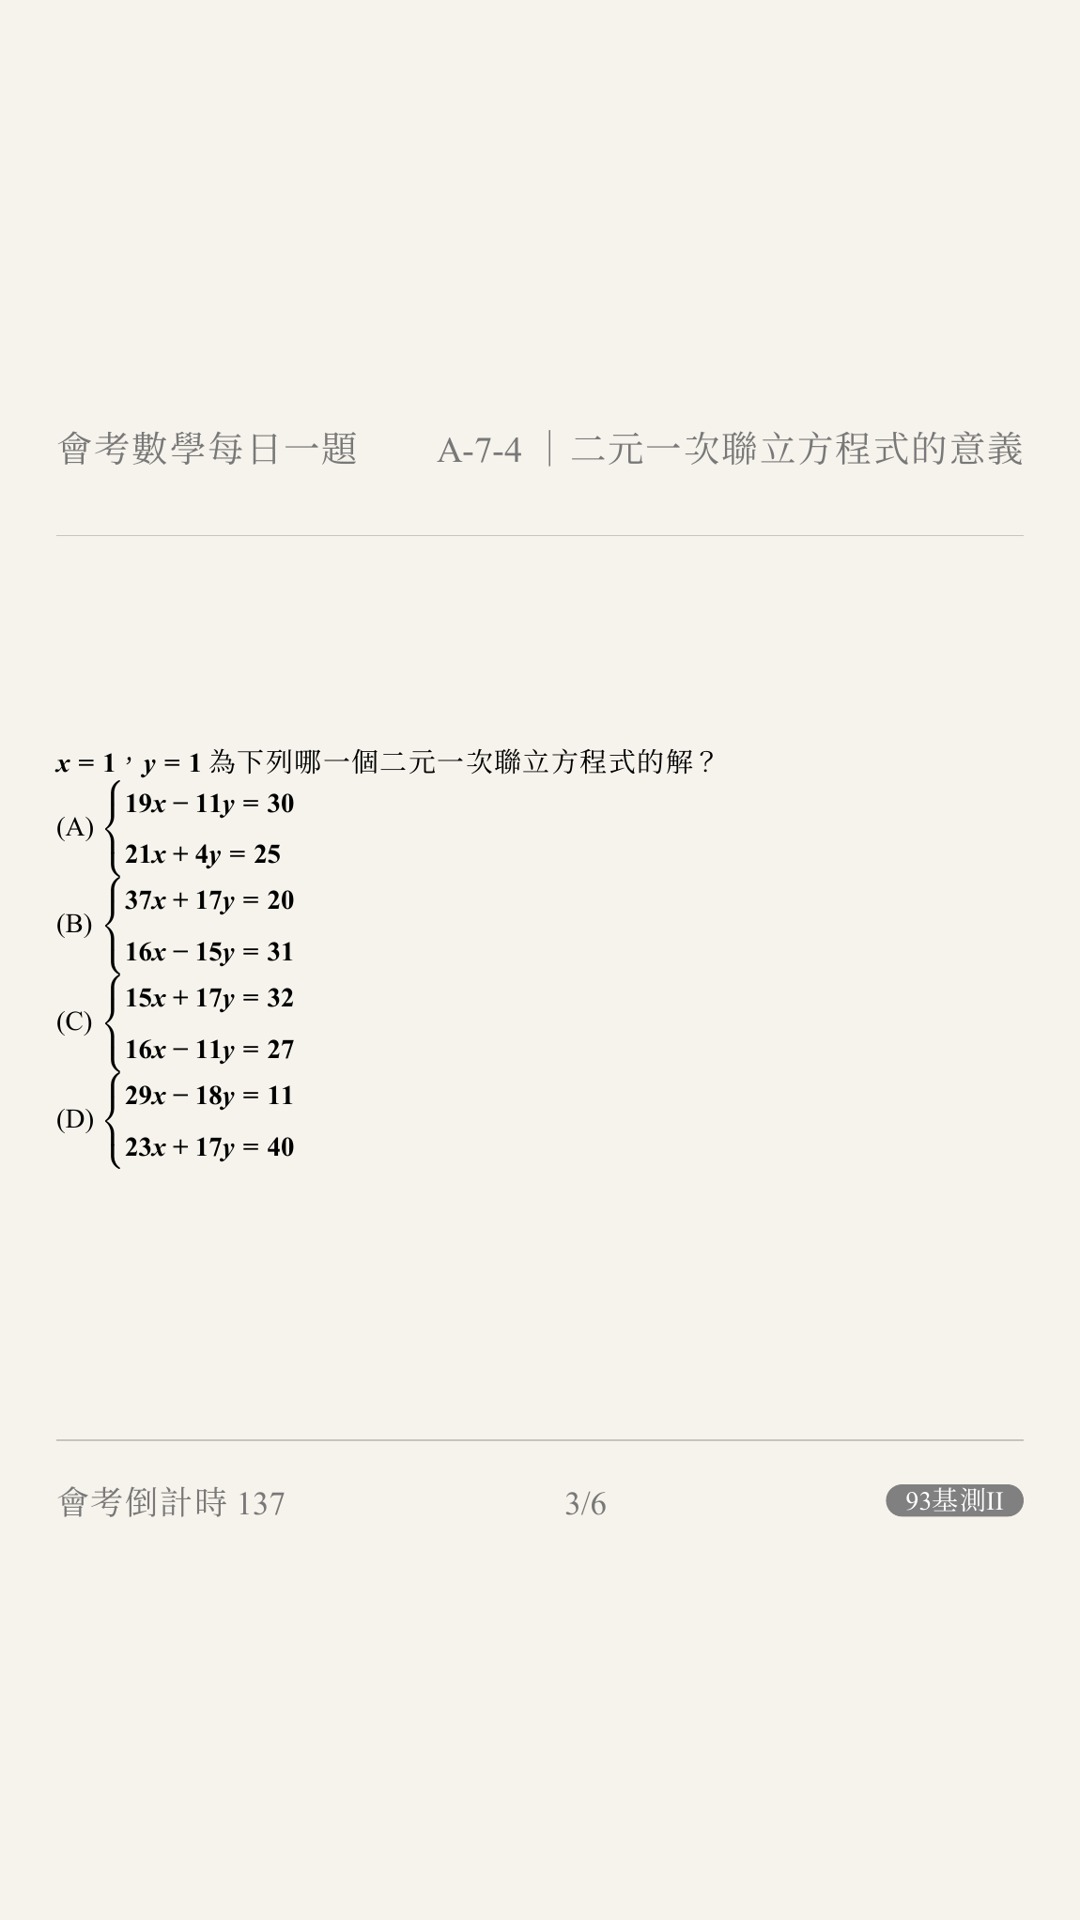 會考數學每日一題 A-7-4｜二元一次聯立方程式的意義
x = 1，y = 1 為下列哪一個二元一次聯立方程式的解？
(A) 19x − 11y = 30
21x + 4y = 25
(B) 37x + 17y = 20
16x − 15y = 31
(C) 15x + 17y = 32
16x − 11y = 27
(D) 29x − 18y = 11
23x + 17y = 40
會考倒計時 137 3/6 93基測II